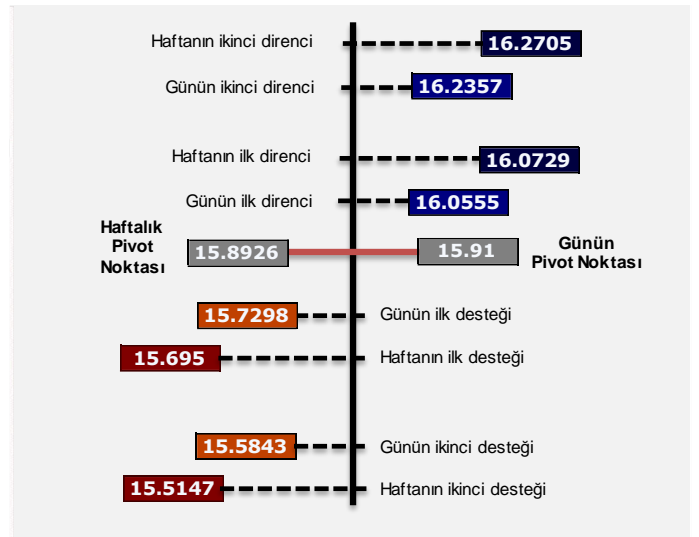 Haftanın ikinci direnci 16.2705
Günün ikinci direnci 16.2357
Haftanın ilk direnci 16.0729
Günün ilk direnci 16.0555
Haftalık
Pivot
Noktası
15.8926 15.91
Günün
Pivot Noktası
15.7298 Günün ilk desteği
15.695 Haftanın ilk desteği
15.5843 Günün ikinci desteği
15.5147 Haftanın ikinci desteği